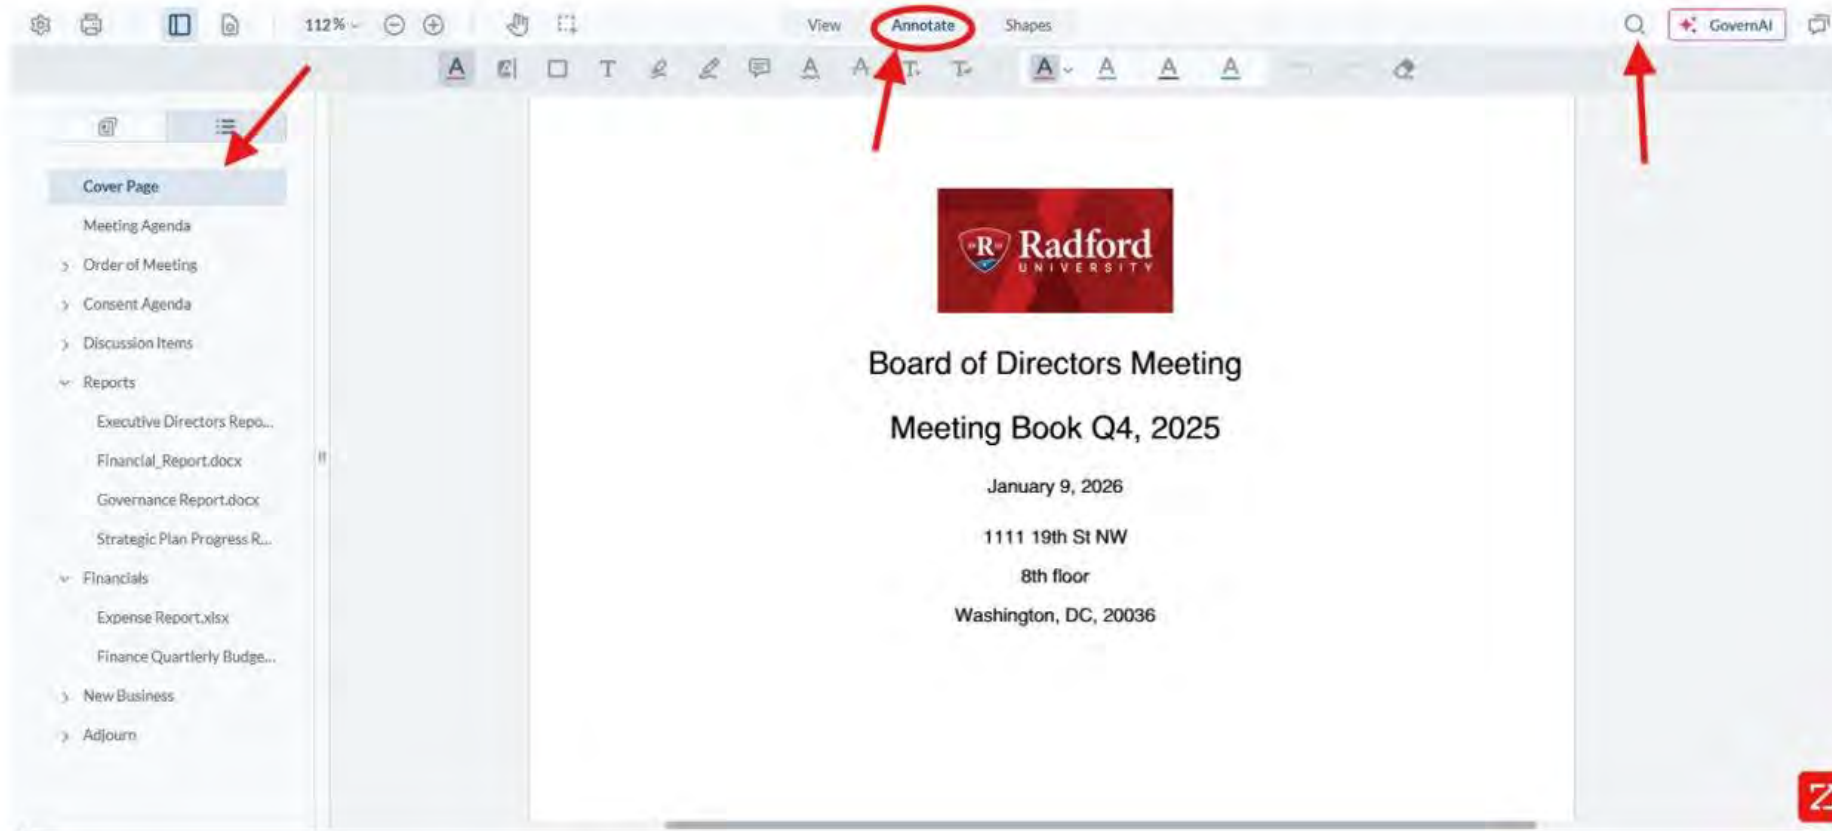 112%
View
Annotate
Shapes
GovernAI
Cover Page
Meeting Agenda
Order of Meeting
Consent Agenda
Discussion Items
Reports
Executive Directors Repo...
Financial_Report.docx
Governance Report.docx
Strategic Plan Progress R...
Financials
Expense Report.xlsx
Finance Quartlerly Budge...
New Business
Adjourn
R Radford
UNIVERSITY
Board of Directors Meeting
Meeting Book Q4, 2025
January 9, 2026
1111 19th St NW
8th floor
Washington, DC, 20036